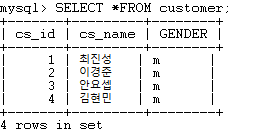 mysql> SELECT *FROM customer;
+-------+---------+--------+
| cs_id | cs_name | GENDER |
+-------+---------+--------+
| 1 | 최진성 | m |
| 2 | 이경준 | m |
| 3 | 안요셉 | m |
| 4 | 김현민 | m |
+-------+---------+--------+
4 rows in set